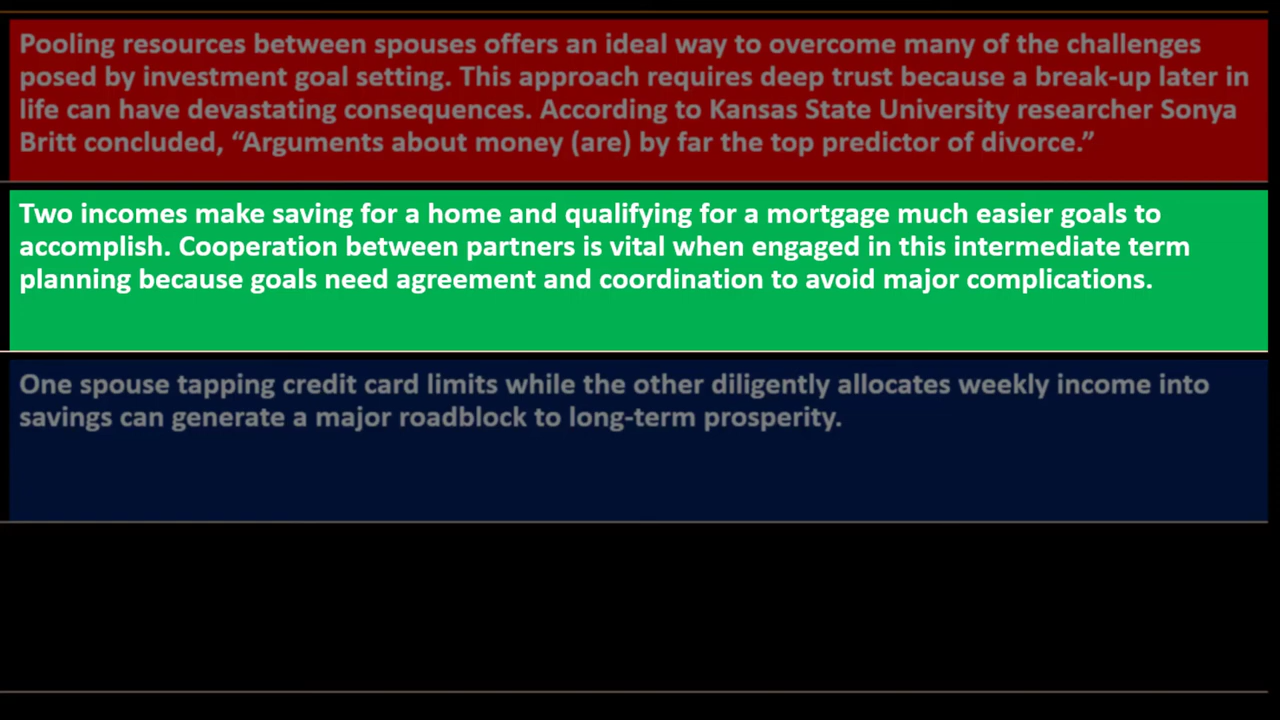 Pooling resources between spouses offers an ideal way to overcome many of the challenges
posed by investment goal setting. This approach requires deep trust because a break-up later in
life can have devastating consequences. According to Kansas State University researcher Sonya
Britt concluded, “Arguments about money (are) by far the top predictor of divorce.”
Two incomes make saving for a home and qualifying for a mortgage much easier goals to
accomplish. Cooperation between partners is vital when engaged in this intermediate term
planning because goals need agreement and coordination to avoid major complications.
One spouse tapping credit card limits while the other diligently allocates weekly income into
savings can generate a major roadblock to long-term prosperity.